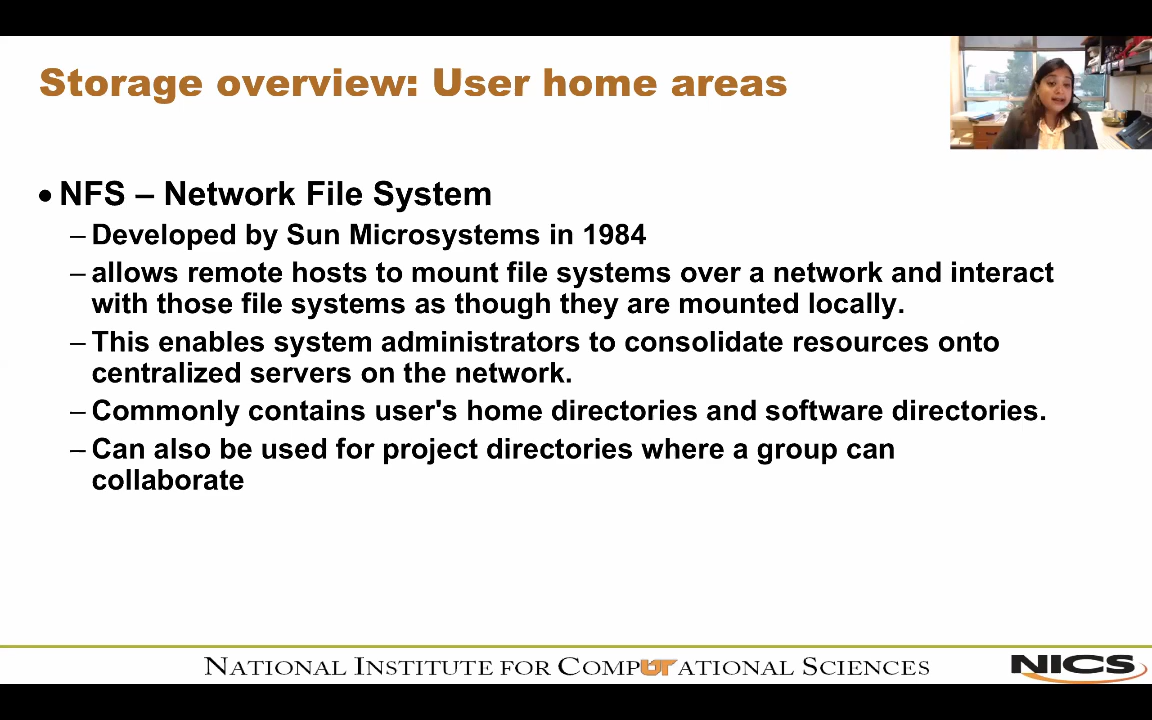 Storage overview: User home areas
• NFS – Network File System
– Developed by Sun Microsystems in 1984
– allows remote hosts to mount file systems over a network and interact
with those file systems as though they are mounted locally.
– This enables system administrators to consolidate resources onto
centralized servers on the network.
– Commonly contains user's home directories and software directories.
– Can also be used for project directories where a group can
collaborate
NATIONAL INSTITUTE FOR COMPUTATIONAL SCIENCES
NICS